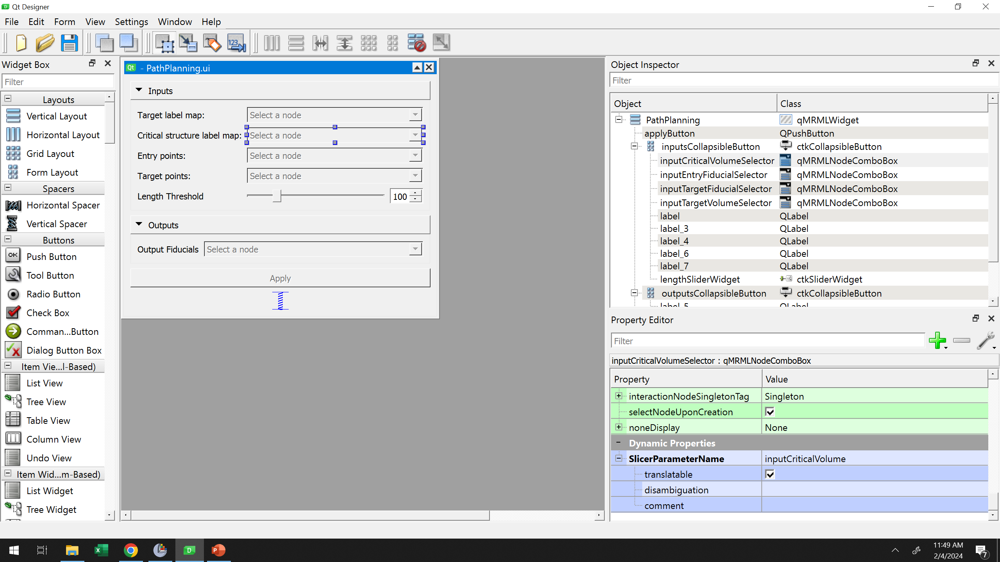 Qt Designer
File Edit Form View Settings Window Help
123
Widget Box
Filter
Layouts
Vertical Layout
Horizontal Layout
Grid Layout
Form Layout
Spacers
Horizontal Spacer
Vertical Spacer
Buttons
OK Push Button
Tool Button
Radio Button
Check Box
Comman...Button
Dialog Button Box
Item Vie...l-Based)
List View
Tree View
Table View
Column View
Undo View
Item Wid...m-Based)
List Widget
Tree Widget
Qt - PathPlanning.ui
Inputs
Target label map: Select a node
Critical structure label map: Select a node
Entry points: Select a node
Target points: Select a node
Length Threshold 100
Outputs
Output Fiducials Select a node
Apply
Object Inspector
Filter
Object Class
PathPlanning qMRMLWidget
applyButton QPushButton
inputsCollapsibleButton ctkCollapsibleButton
inputCriticalVolumeSelector qMRMLNodeComboBox
inputEntryFiducialSelector qMRMLNodeComboBox
inputTargetFiducialSelector qMRMLNodeComboBox
inputTargetVolumeSelector qMRMLNodeComboBox
label QLabel
label_3 QLabel
label_4 QLabel
label_6 QLabel
label_7 QLabel
lengthSliderWidget ctkSliderWidget
outputsCollapsibleButton ctkCollapsibleButton
label_5 QLabel
Property Editor
Filter
inputCriticalVolumeSelector : qMRMLNodeComboBox
Property Value
interactionNodeSingletonTag Singleton
selectNodeUponCreation
noneDisplay None
Dynamic Properties
SlicerParameterName inputCriticalVolume
translatable
disambiguation
comment
11:49 AM
2/4/2024
7